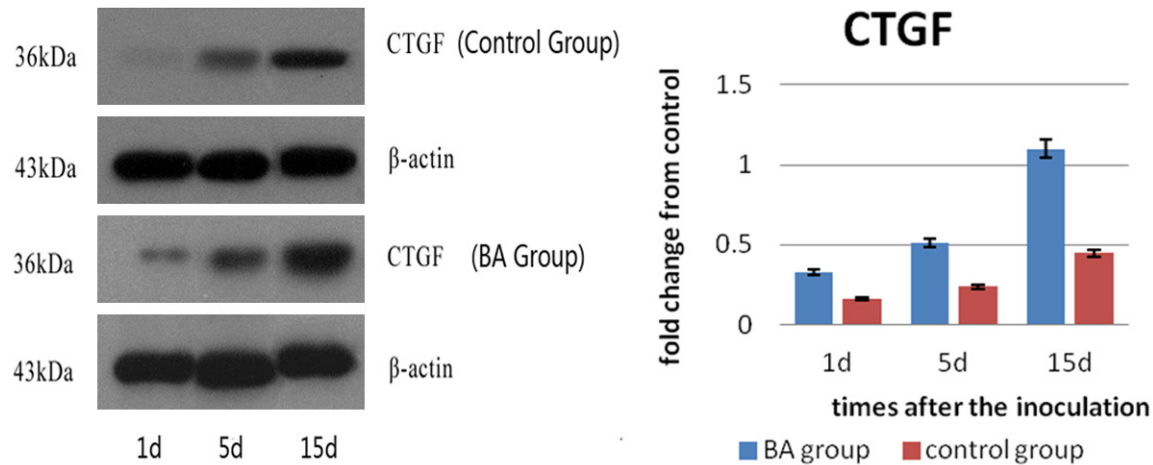 36kDa CTGF (Control Group)
43kDa β-actin
36kDa CTGF (BA Group)
43kDa β-actin
1d 5d 15d
CTGF
fold change from control
1.5
1
0.5
0
1d 5d 15d
times after the inoculation
BA group control group